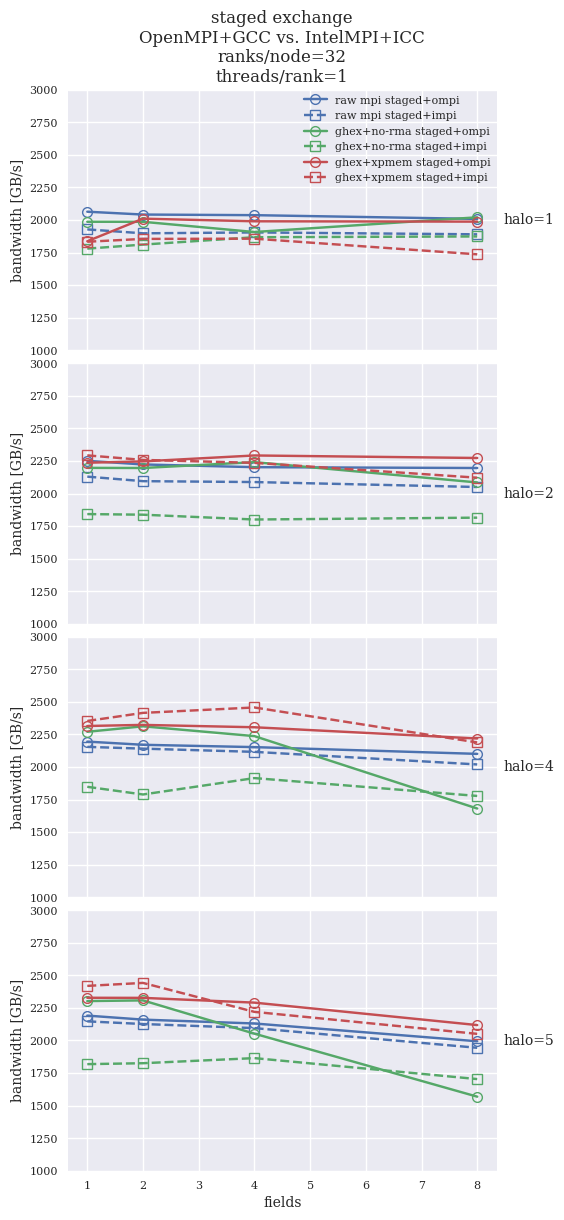 staged exchange
OpenMPI+GCC vs. IntelMPI+ICC
ranks/node=32
threads/rank=1
3000
2750
2500
2250
2000
1750
1500
1250
1000
bandwidth [GB/s]
raw mpi staged+ompi
raw mpi staged+impi
ghex+no-rma staged+ompi
ghex+no-rma staged+impi
ghex+xpmem staged+ompi
ghex+xpmem staged+impi
halo=1
3000
2750
2500
2250
2000
1750
1500
1250
1000
bandwidth [GB/s]
halo=2
3000
2750
2500
2250
2000
1750
1500
1250
1000
bandwidth [GB/s]
halo=4
3000
2750
2500
2250
2000
1750
1500
1250
1000
bandwidth [GB/s]
halo=5
1 2 3 4 5 6 7 8
fields